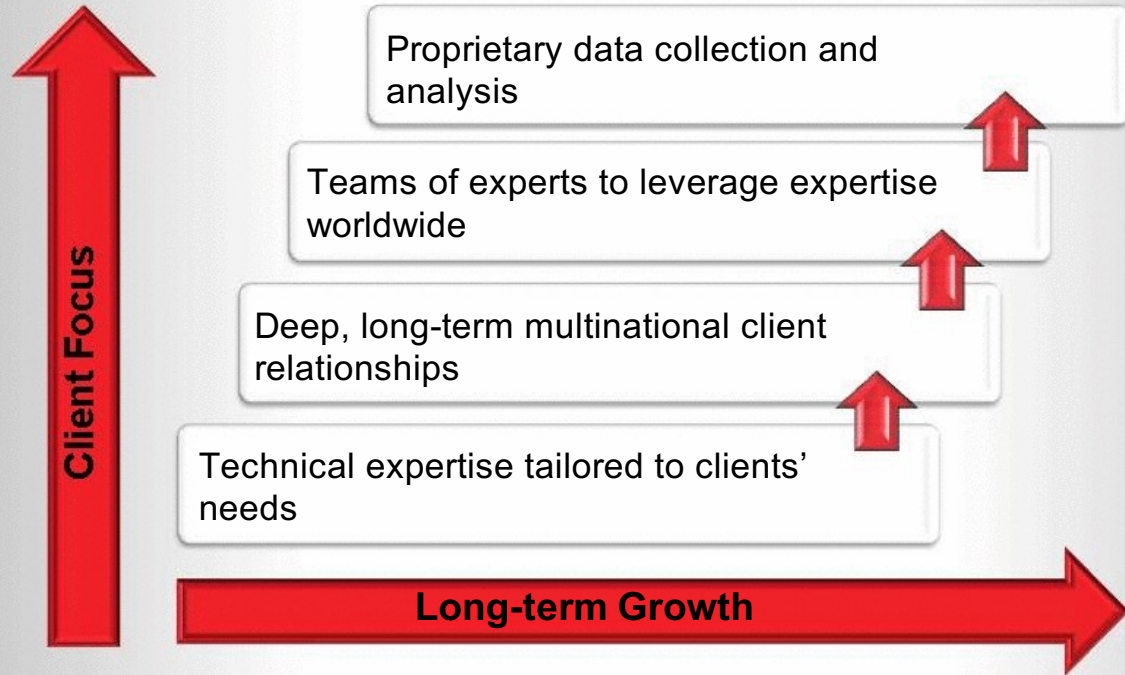 Proprietary data collection and
analysis
Teams of experts to leverage expertise
worldwide
Deep, long-term multinational client
relationships
Technical expertise tailored to clients’
needs
Client Focus
Long-term Growth